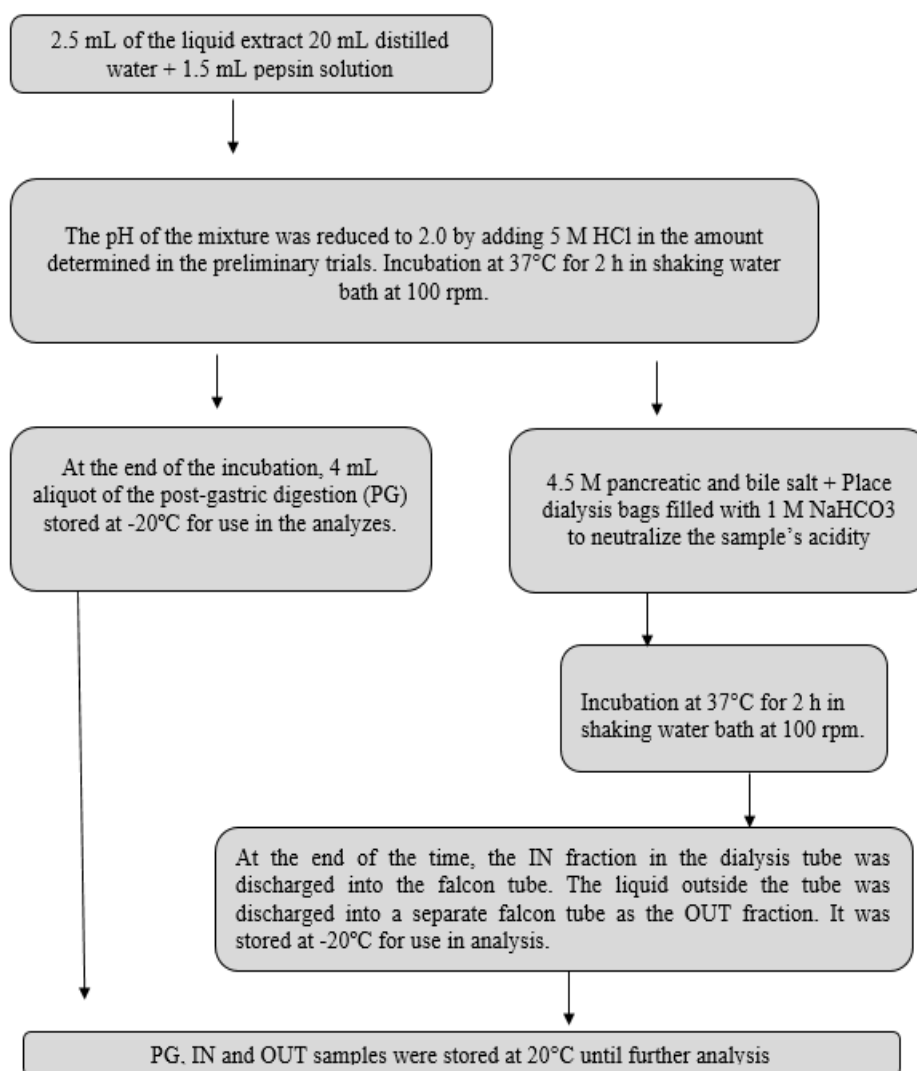 2.5 mL of the liquid extract 20 mL distilled
water + 1.5 mL pepsin solution
The pH of the mixture was reduced to 2.0 by adding 5 M HCl in the amount
determined in the preliminary trials. Incubation at 37°C for 2 h in shaking water
bath at 100 rpm.
At the end of the incubation, 4 mL
aliquot of the post-gastric digestion (PG)
stored at -20°C for use in the analyzes.
4.5 M pancreatic and bile salt + Place
dialysis bags filled with 1 M NaHCO3
to neutralize the sample's acidity
Incubation at 37°C for 2 h in
shaking water bath at 100 rpm.
At the end of the time, the IN fraction in the dialysis tube was
discharged into the falcon tube. The liquid outside the tube was
discharged into a separate falcon tube as the OUT fraction. It was
stored at -20°C for use in analysis.
PG, IN and OUT samples were stored at 20°C until further analysis